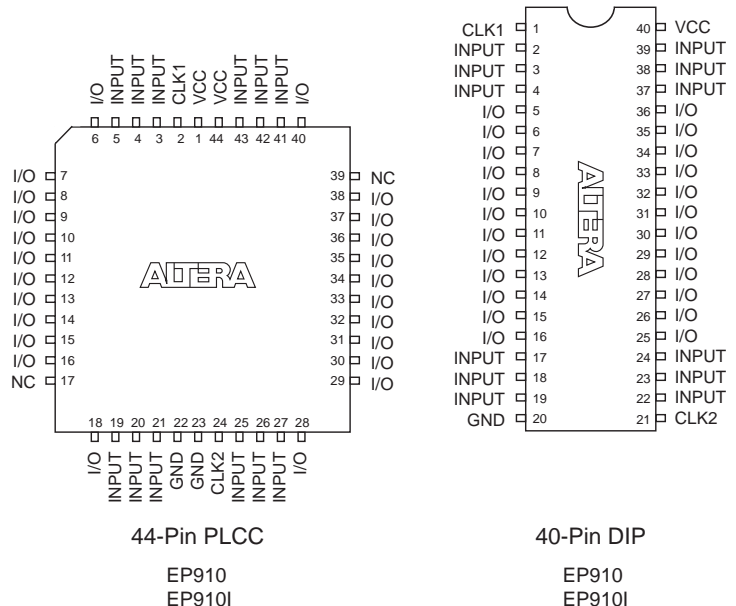 I/O INPUT INPUT INPUT CLK1 VCC VCC INPUT INPUT INPUT I/O
6 5 4 3 2 1 44 43 42 41 40
I/O 7 39 NC
I/O 8 38 I/O
I/O 9 37 I/O
I/O 10 36 I/O
I/O 11 35 I/O
I/O 12 34 I/O
I/O 13 33 I/O
I/O 14 32 I/O
I/O 15 31 I/O
I/O 16 30 I/O
NC 17 29 I/O
ALTERA
18 19 20 21 22 23 24 25 26 27 28
I/O INPUT INPUT INPUT GND GND CLK2 INPUT INPUT INPUT I/O
44-Pin PLCC
EP910
EP910I
CLK1 1 40 VCC
INPUT 2 39 INPUT
INPUT 3 38 INPUT
INPUT 4 37 INPUT
I/O 5 36 I/O
I/O 6 35 I/O
I/O 7 34 I/O
I/O 8 33 I/O
I/O 9 32 I/O
I/O 10 31 I/O
I/O 11 30 I/O
I/O 12 29 I/O
I/O 13 28 I/O
I/O 14 27 I/O
I/O 15 26 I/O
I/O 16 25 I/O
INPUT 17 24 INPUT
INPUT 18 23 INPUT
INPUT 19 22 INPUT
GND 20 21 CLK2
ALTERA
40-Pin DIP
EP910
EP910I